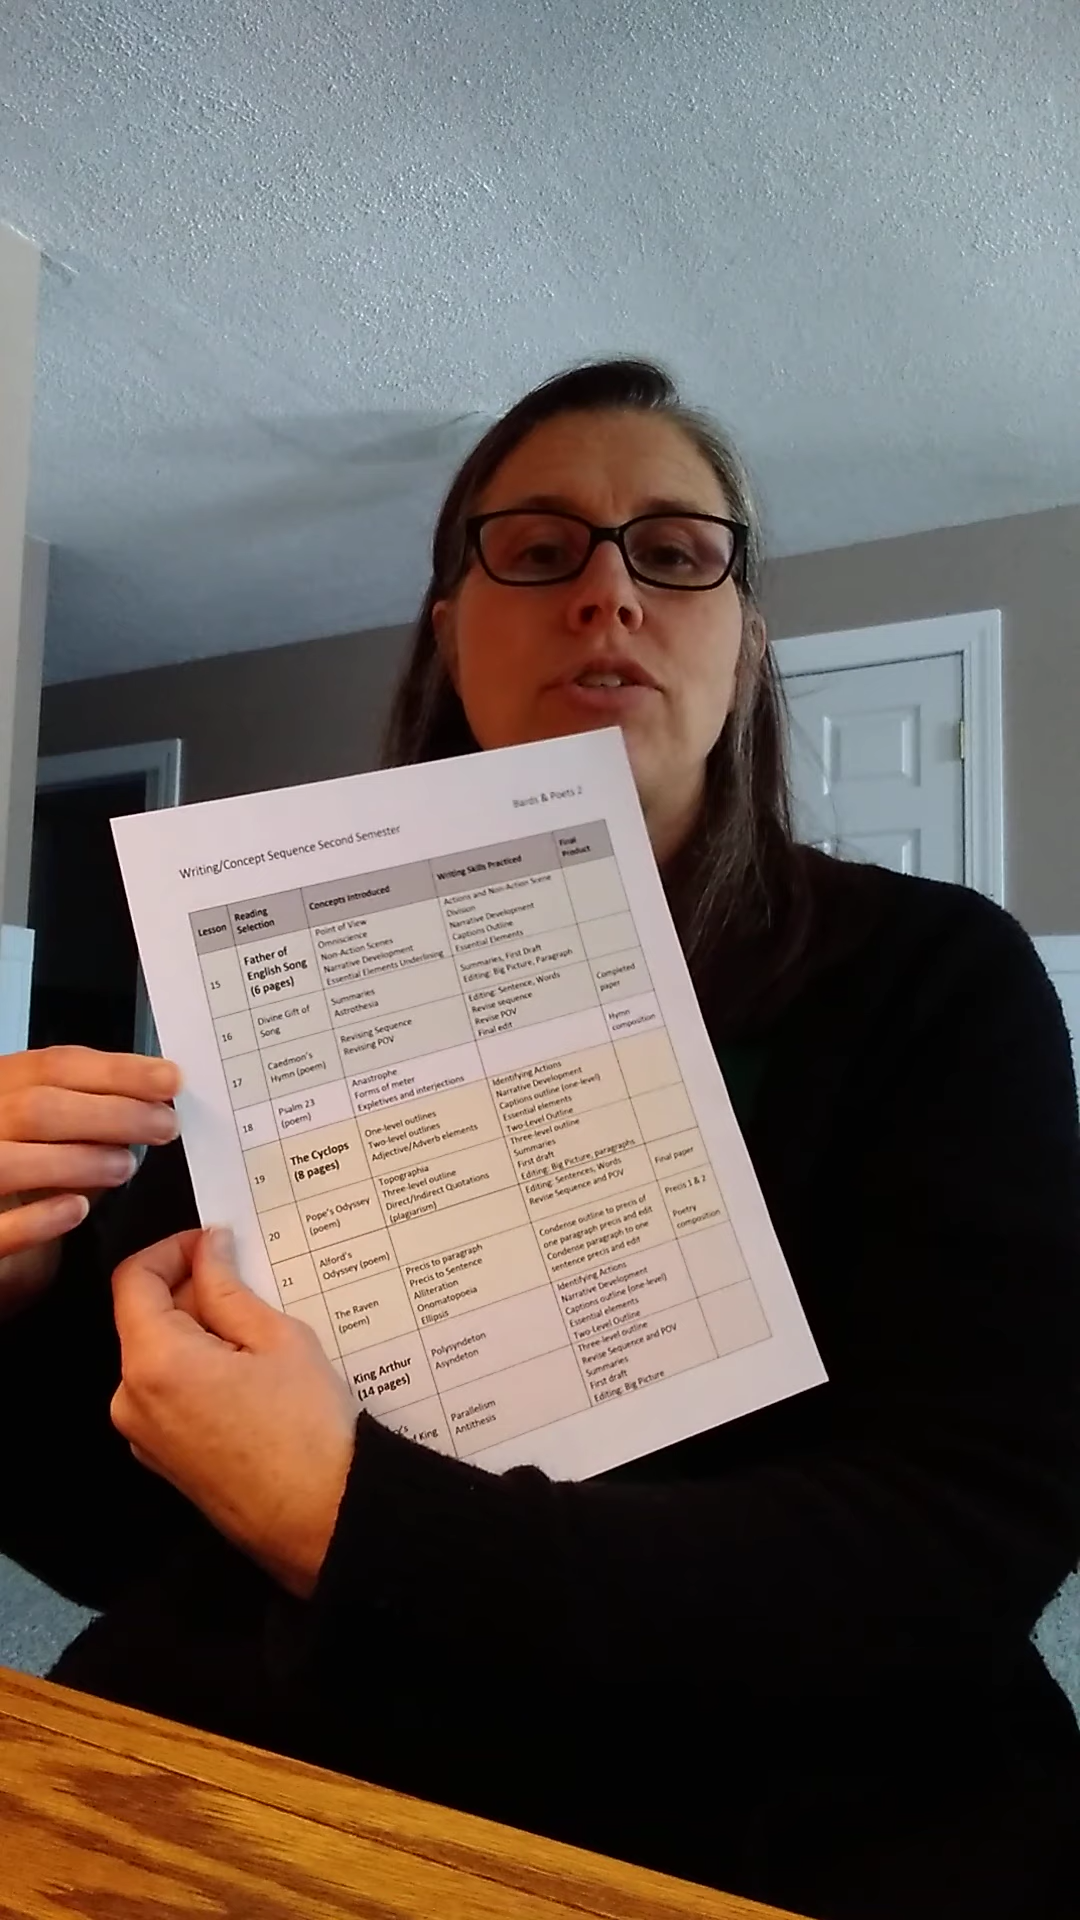 Bards & Poets 2
Writing/Concept Sequence Second Semester
Lesson
Reading
Selection
Concepts Introduced
Writing Skills Practiced
Final
Product
15
Father of
English Song
(6 pages)
Point of View
Omniscience
Non-Action Scenes
Narrative Development
Essential Elements Underlining
Actions and Non-Action Scene
Division
Narrative Development
Captions Outline
Essential Elements
16
Divine Gift of
Song
Summaries
Astrothesia
Summaries, First Draft
Editing: Big Picture, Paragraph
17
Caedmon's
Hymn (poem)
Revising Sequence
Revising POV
Editing: Sentence, Words
Revise sequence
Revise POV
Final edit
Completed
paper
18
Psalm 23
(poem)
Anastrophe
Forms of meter
Expletives and interjections
Hymn
composition
19
The Cyclops
(8 pages)
One-level outlines
Two-level outlines
Adjective/Adverb elements
Identifying Actions
Narrative Development
Captions outline (one-level)
Essential elements
Two-Level Outline
20
Pope's Odyssey
(poem)
Topographia
Three-level outline
Direct/Indirect Quotations
(plagiarism)
Three-level outline
Summaries
First draft
Editing: Big Picture, paragraphs
21
Alford's
Odyssey (poem)
Editing: Sentences, Words
Revise Sequence and POV
Final paper
The Raven
(poem)
Precis to paragraph
Precis to Sentence
Alliteration
Onomatopoeia
Ellipsis
Condense outline to precis of
one paragraph precis and edit
Condense paragraph to one
sentence precis and edit
Precis 1 & 2
Poetry
composition
King Arthur
(14 pages)
Polysyndeton
Asyndeton
Identifying Actions
Narrative Development
Captions outline (one-level)
Essential elements
Two-Level Outline
King
Parallelism
Antithesis
Three-level outline
Revise Sequence and POV
Summaries
First draft
Editing: Big Picture